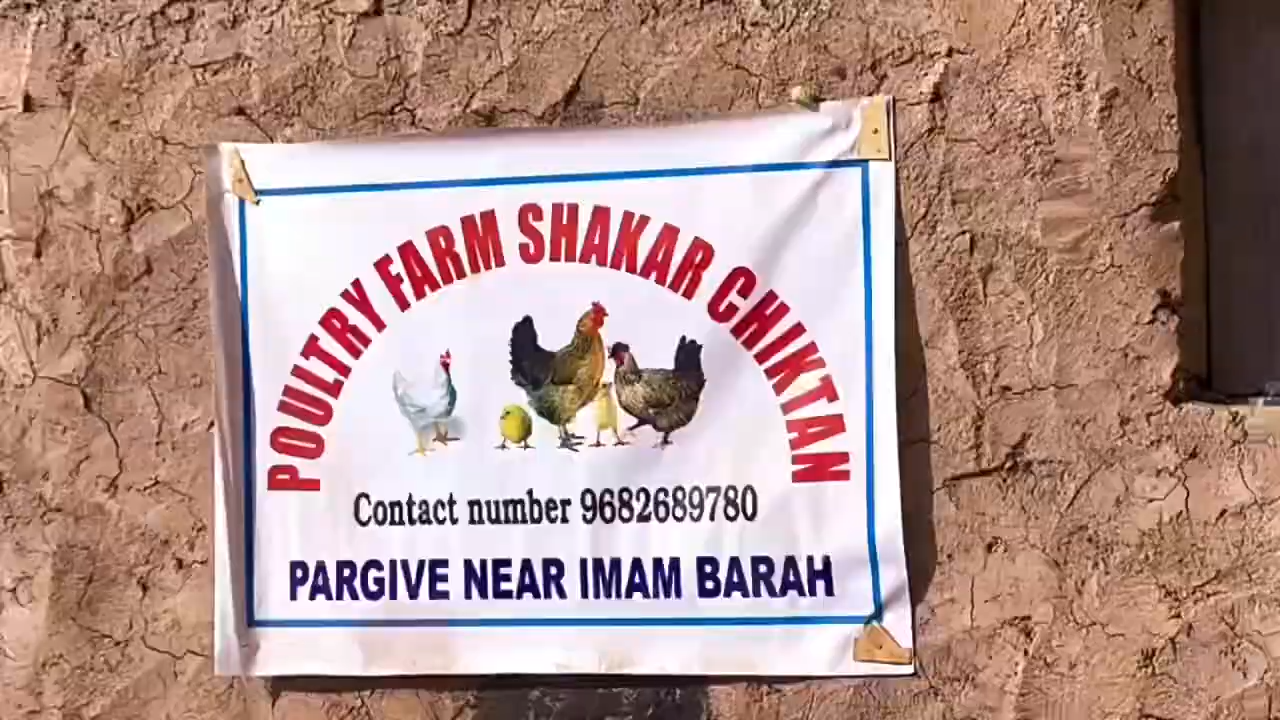 POULTRY FARM SHAKAR CHIKTAN
Contact number 9682689780
PARGIVE NEAR IMAM BARAH